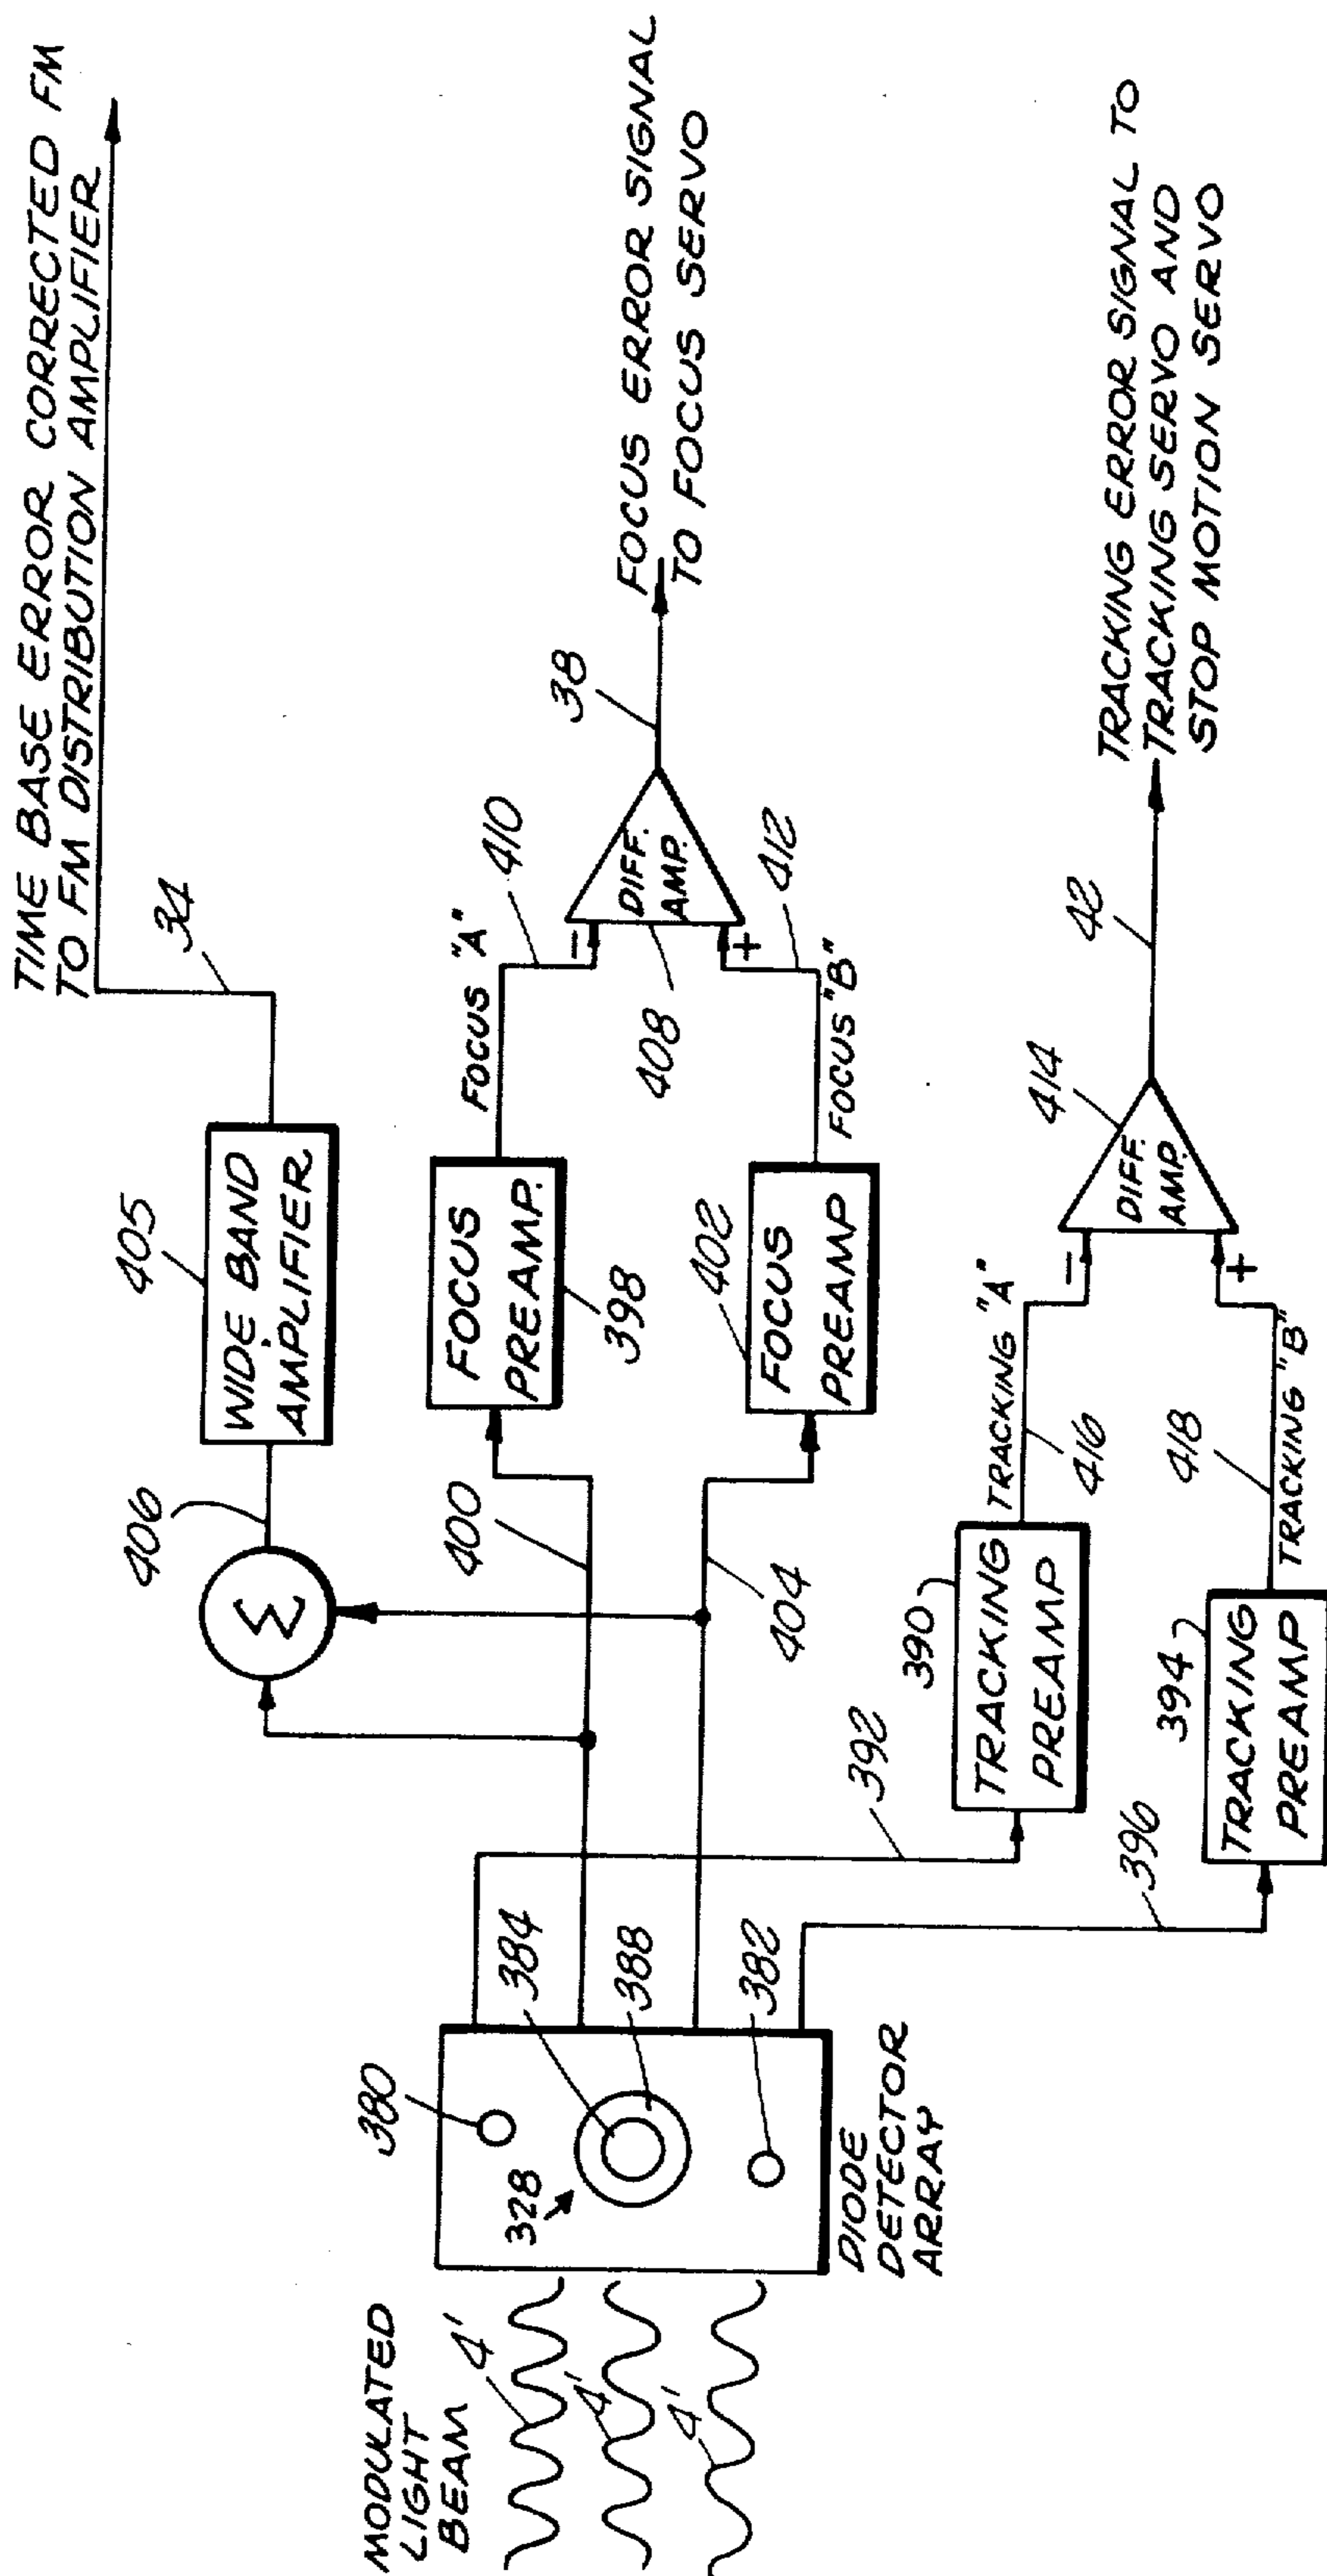 TIME BASE ERROR CORRECTED FM
TO FM DISTRIBUTION AMPLIFIER
34
405
WIDE BAND
AMPLIFIER
406
Σ
FOCUS
PREAMP.
398
FOCUS "A"
410
400
DIFF.
AMP.
−
+
408
38
FOCUS ERROR SIGNAL
TO FOCUS SERVO
402
FOCUS
PREAMP
FOCUS "B"
412
404
MODULATED
LIGHT
BEAM
4'
4'
4'
380
384
388
382
328
DIODE
DETECTOR
ARRAY
392
390
TRACKING
PREAMP
TRACKING "A"
416
414
DIFF.
AMP.
−
+
42
TRACKING ERROR SIGNAL TO
TRACKING SERVO AND
STOP MOTION SERVO
396
394
TRACKING
PREAMP
418
TRACKING "B"